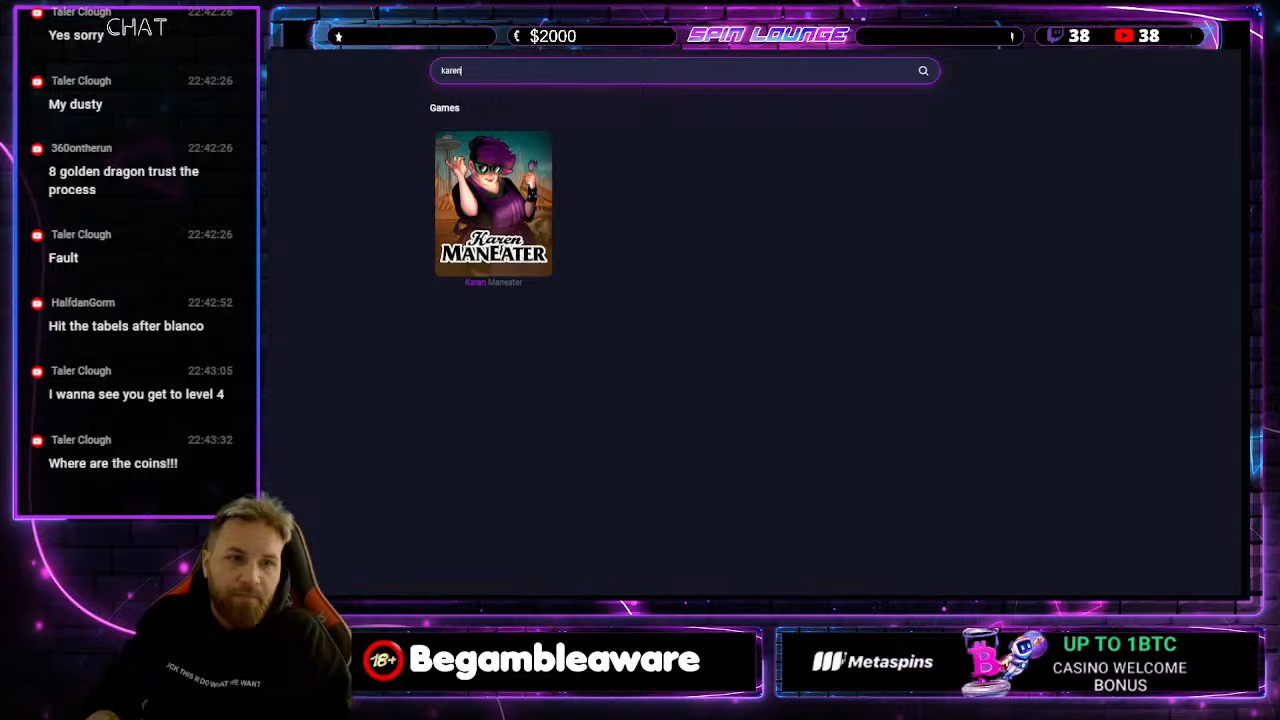 CHAT
Taler Clough 22:42:26
Yes sorry
Taler Clough 22:42:26
My dusty
360ontherun 22:42:26
8 golden dragon trust the
process
Taler Clough 22:42:26
Fault
HalfdanGorm 22:42:52
Hit the tabels after blanco
Taler Clough 22:43:05
I wanna see you get to level 4
Taler Clough 22:43:32
Where are the coins!!!
$2000
SPIN LOUNGE
38
38
karen
Games
Karen
MANEATER
Karen Maneater
18+
Begambleaware
Metaspins
UP TO 1BTC
CASINO WELCOME
BONUS